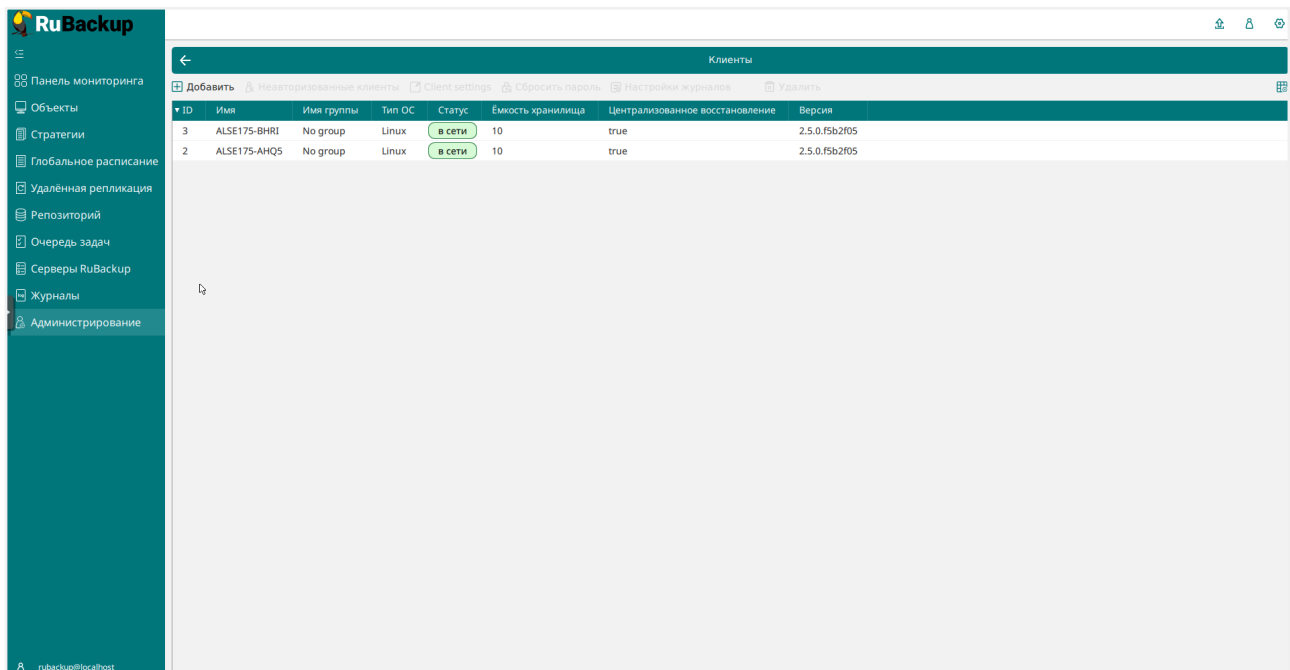 RuBackup
Клиенты
Панель мониторинга
Объекты
Стратегии
Глобальное расписание
Удалённая репликация
Репозиторий
Очередь задач
Серверы RuBackup
Журналы
Администрирование
rubackup@localhost
Добавить Неавторизованные клиенты Client settings Сбросить пароль Настройки журналов Удалить
ID Имя Имя группы Тип ОС Статус Ёмкость хранилища Централизованное восстановление Версия
3 ALSE175-BHRI No group Linux в сети 10 true 2.5.0.f5b2f05
2 ALSE175-AHQ5 No group Linux в сети 10 true 2.5.0.f5b2f05